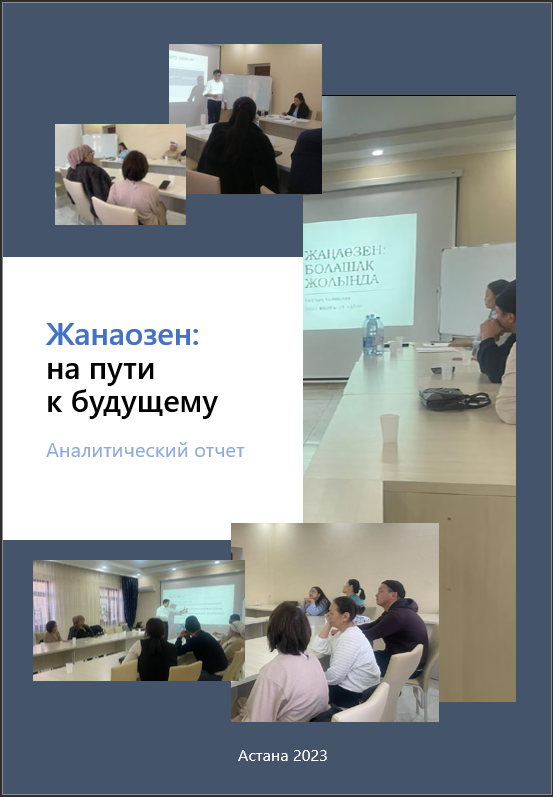 ЖАҢАӨЗЕН:
БОЛАШАҚ
ЖОЛЫНДА
Жанаозен:
на пути
к будущему
Аналитический отчет
Астана 2023